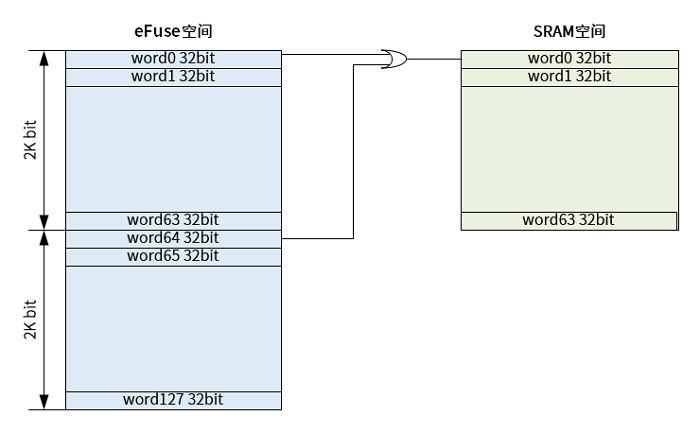 eFuse空间
SRAM空间
word0 32bit
word1 32bit
2K bit
word63 32bit
word64 32bit
word65 32bit
2K bit
word127 32bit
word0 32bit
word1 32bit
word63 32bit